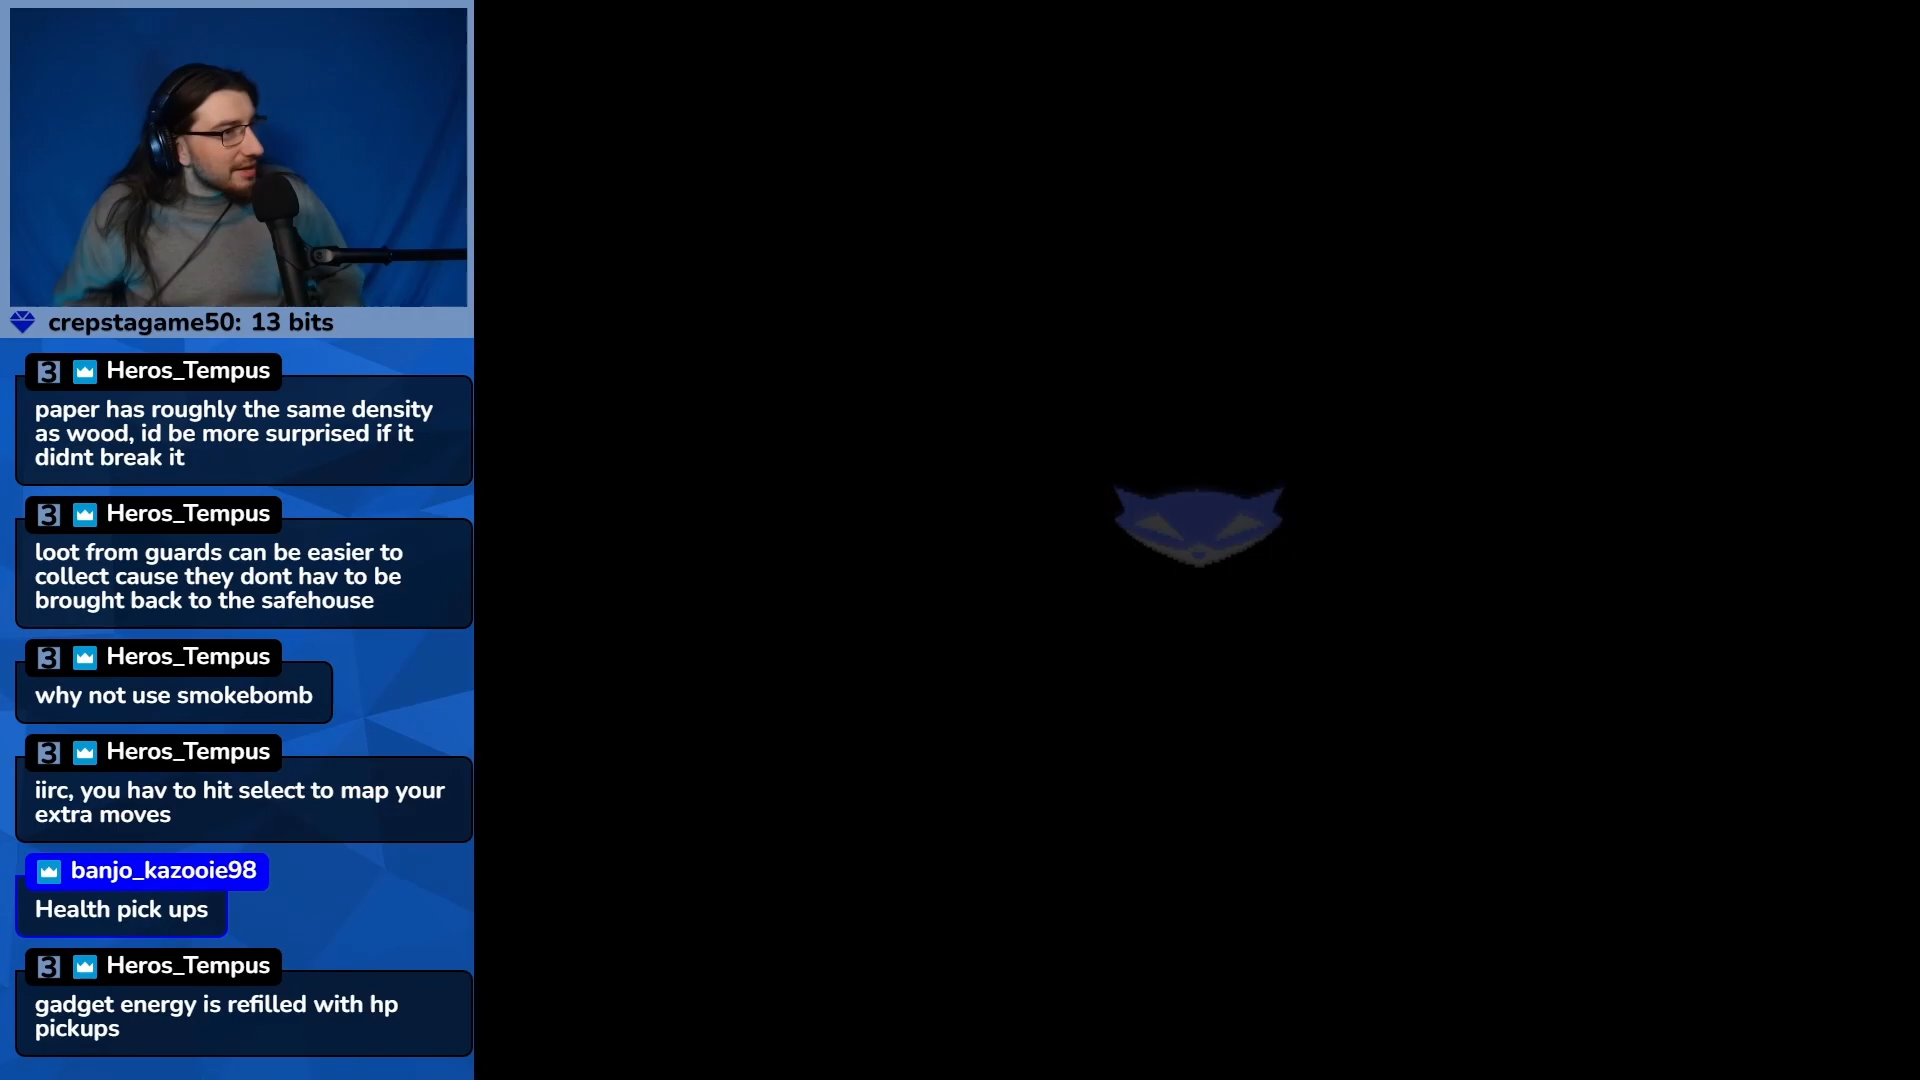 crepstagame50: 13 bits
3 Heros_Tempus
paper has roughly the same density
as wood, id be more surprised if it
didnt break it
3 Heros_Tempus
loot from guards can be easier to
collect cause they dont hav to be
brought back to the safehouse
3 Heros_Tempus
why not use smokebomb
3 Heros_Tempus
iirc, you hav to hit select to map your
extra moves
banjo_kazooie98
Health pick ups
3 Heros_Tempus
gadget energy is refilled with hp
pickups